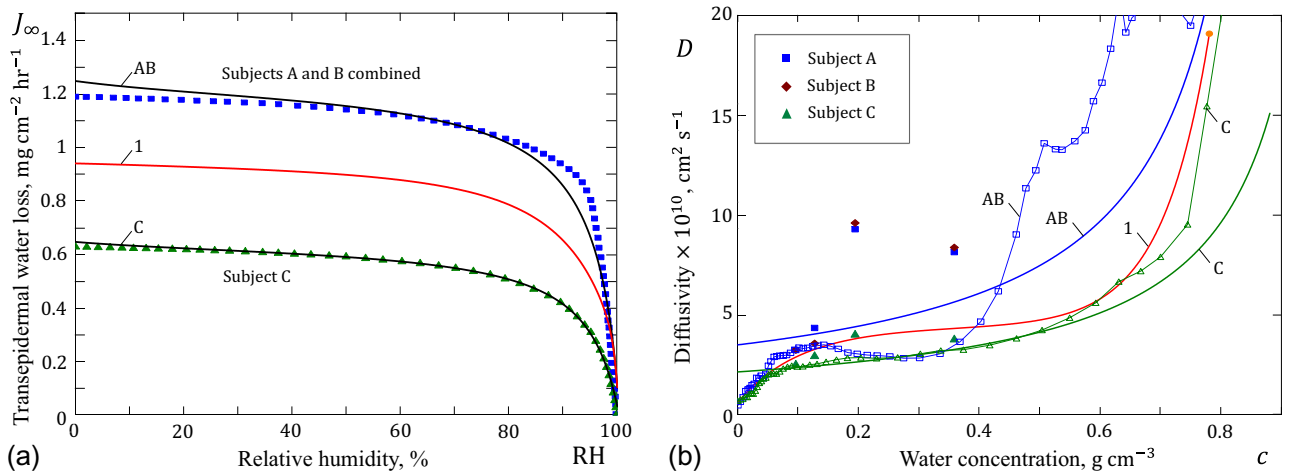 J∞
Transepidermal water loss, mg cm⁻² hr⁻¹
1.4
1.2
1
0.8
0.6
0.4
0.2
0
AB
Subjects A and B combined
1
C
Subject C
0
20
40
60
80
100
(a)
Relative humidity, %
RH
D
Diffusivity × 10¹⁰, cm² s⁻¹
20
15
10
5
0
Subject A
Subject B
Subject C
AB
AB
1
C
C
0
0.2
0.4
0.6
0.8
(b)
Water concentration, g cm⁻³
c